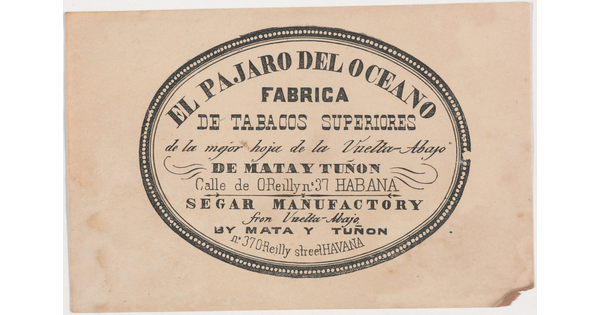 EL PAJARO DEL OCEANO
FABRICA
DE TABACOS SUPERIORES
de la mejor hoja de la Vuelta-Abajo
DE MATA Y TUÑON
Calle de OReilly nº 37 HABANA
SEGAR MANUFACTORY
fron Vuelta-Abajo
BY MATA Y TUÑON
nº 37 OReilly street HAVANA